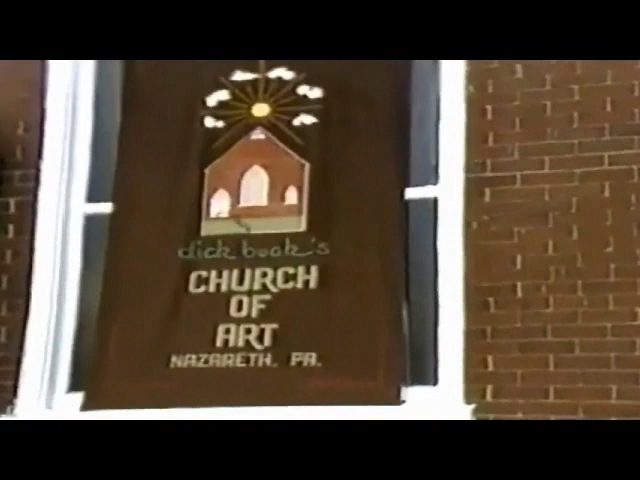 dick book's
CHURCH
OF
ART
NAZARETH, PA.